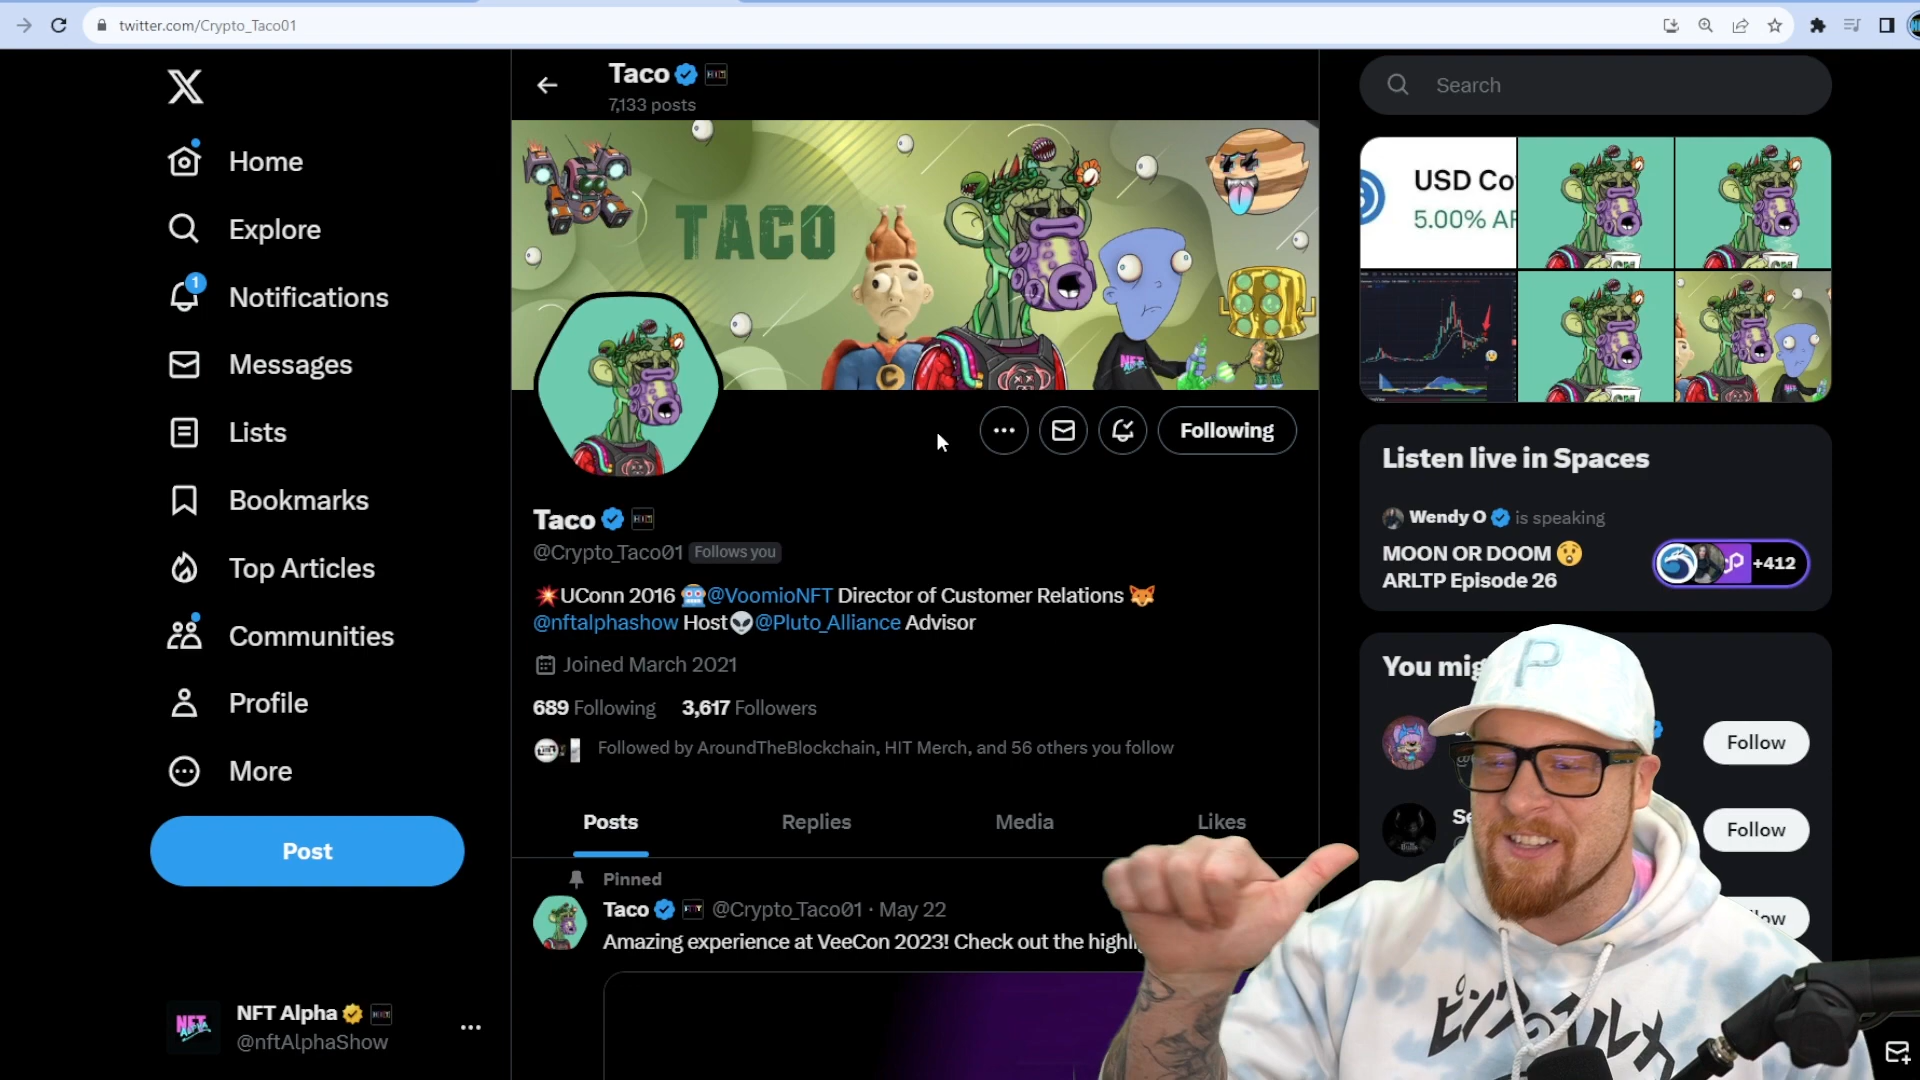 twitter.com/Crypto_Taco01
Taco
7,133 posts
Search
Home
Explore
1
Notifications
Messages
Lists
Bookmarks
Top Articles
Communities
Profile
More
Post
NFT Alpha
@nftAlphaShow
TACO
C
NFT
Following
Taco
@Crypto_Taco01 Follows you
UConn 2016 @VoomioNFT Director of Customer Relations
@nftalphashow Host @Pluto_Alliance Advisor
Joined March 2021
689 Following 3,617 Followers
Followed by AroundTheBlockchain, HIT Merch, and 56 others you follow
Posts Replies Media Likes
Pinned
Taco @Crypto_Taco01 · May 22
Amazing experience at VeeCon 2023! Check out the
USD
5.00%
Listen live in Spaces
Wendy O is speaking
MOON OR DOOM
ARLTP Episode 26
+412
You
Follow
Follow
P